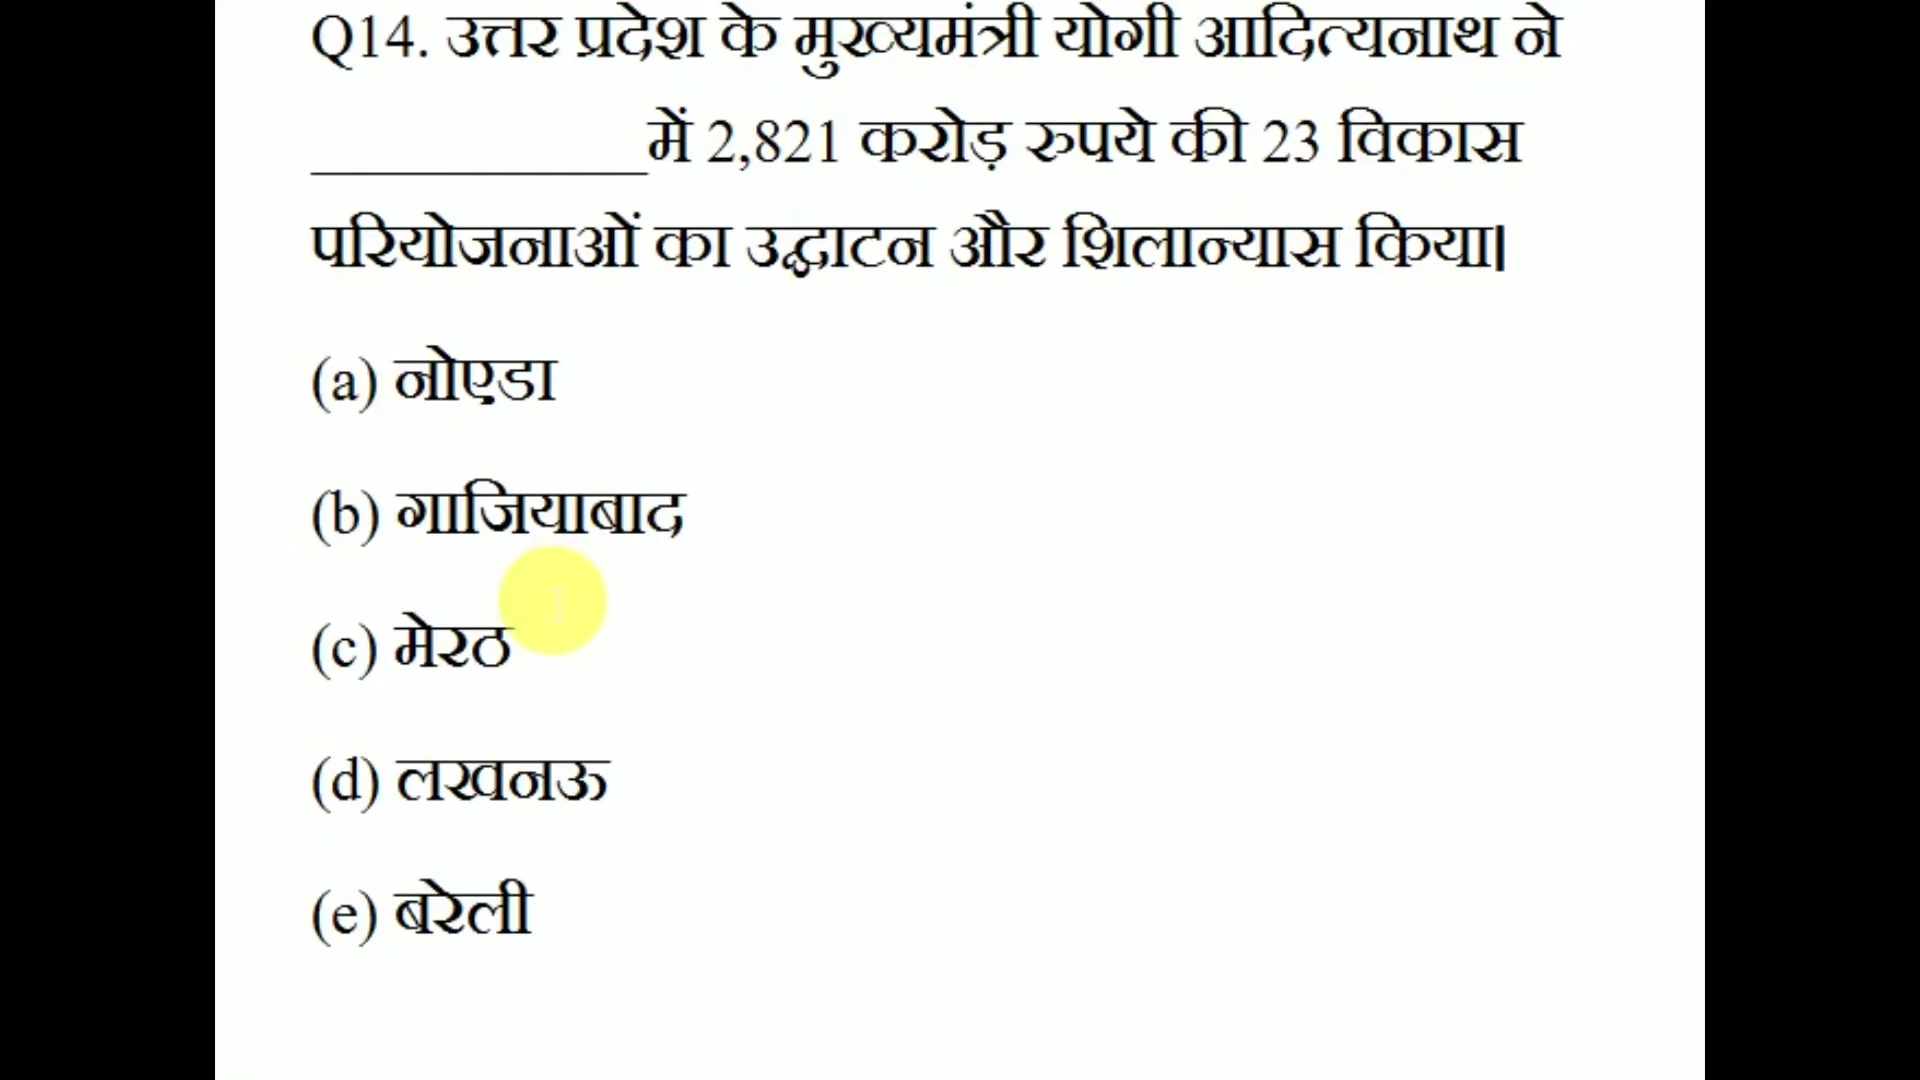 Q14. उत्तर प्रदेश के मुख्यमंत्री योगी आदित्यनाथ ने
____________में 2,821 करोड़ रुपये की 23 विकास
परियोजनाओं का उद्घाटन और शिलान्यास किया।
(a) नोएडा
(b) गाजियाबाद
(c) मेरठ
(d) लखनऊ
(e) बरेली